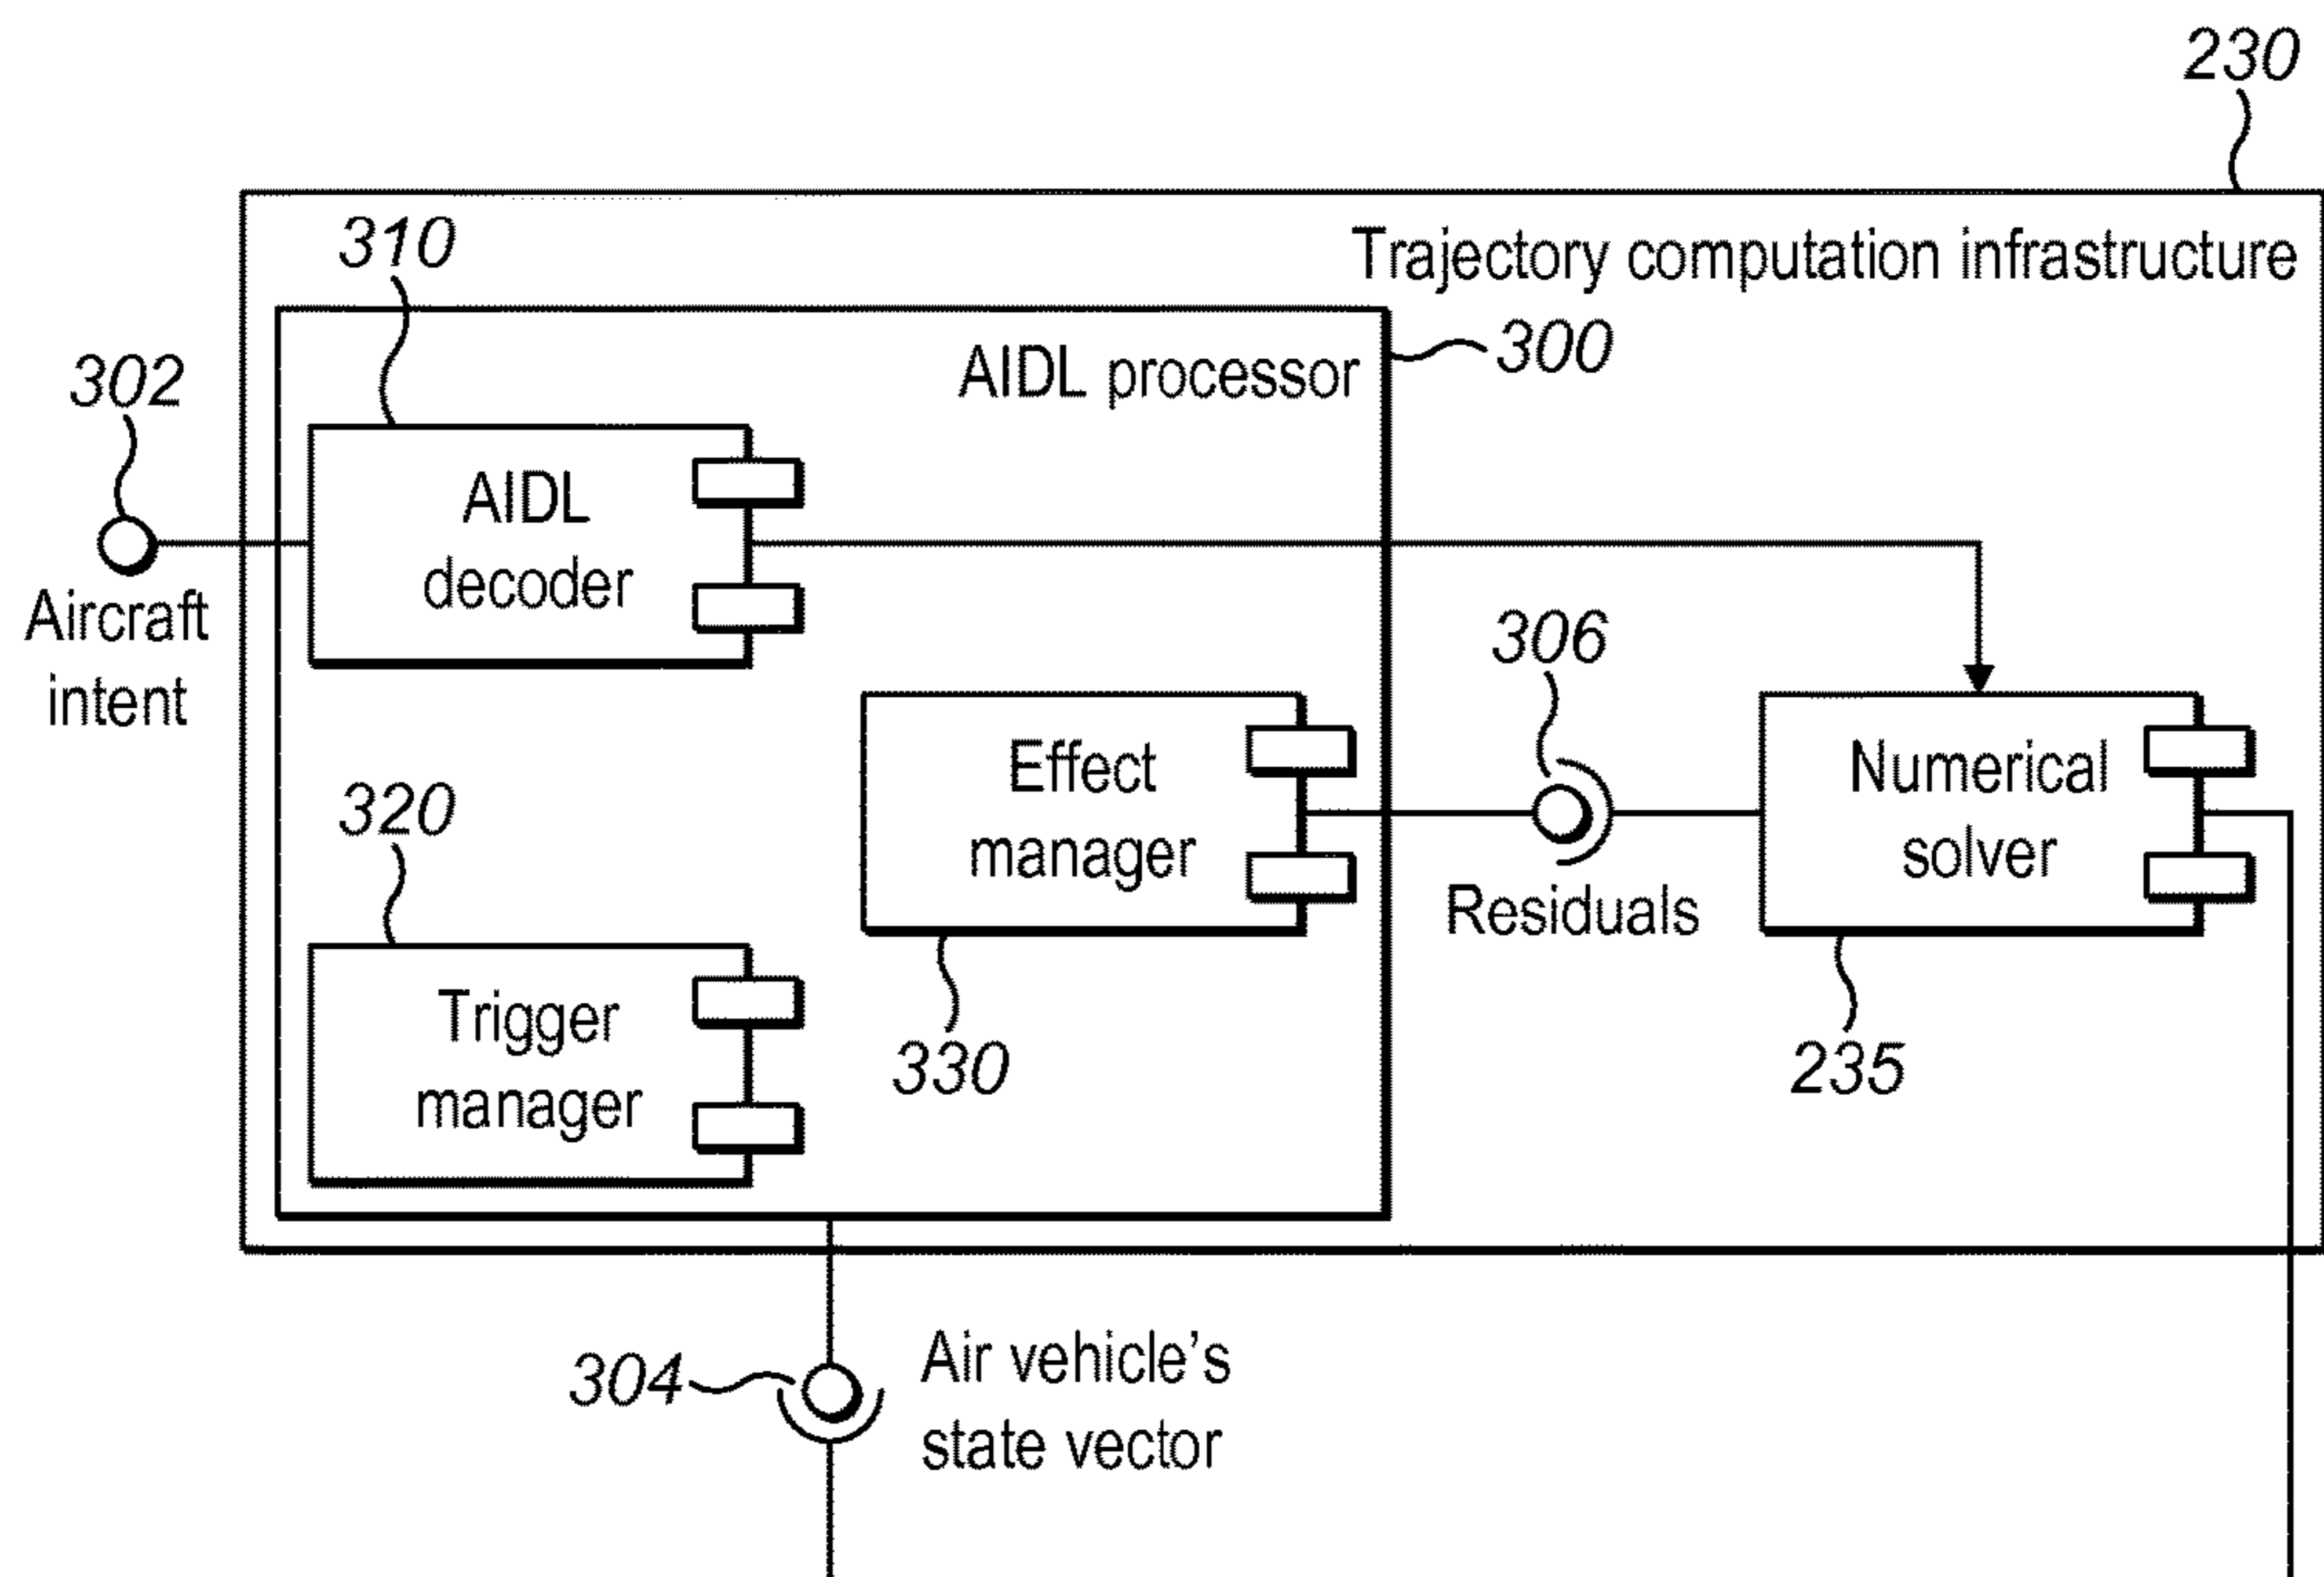 230
310
Trajectory computation infrastructure
302
AIDL processor
300
AIDL
decoder
Aircraft
intent
306
320
Effect
manager
Numerical
solver
Residuals
Trigger
manager
330
235
304
Air vehicle's
state vector